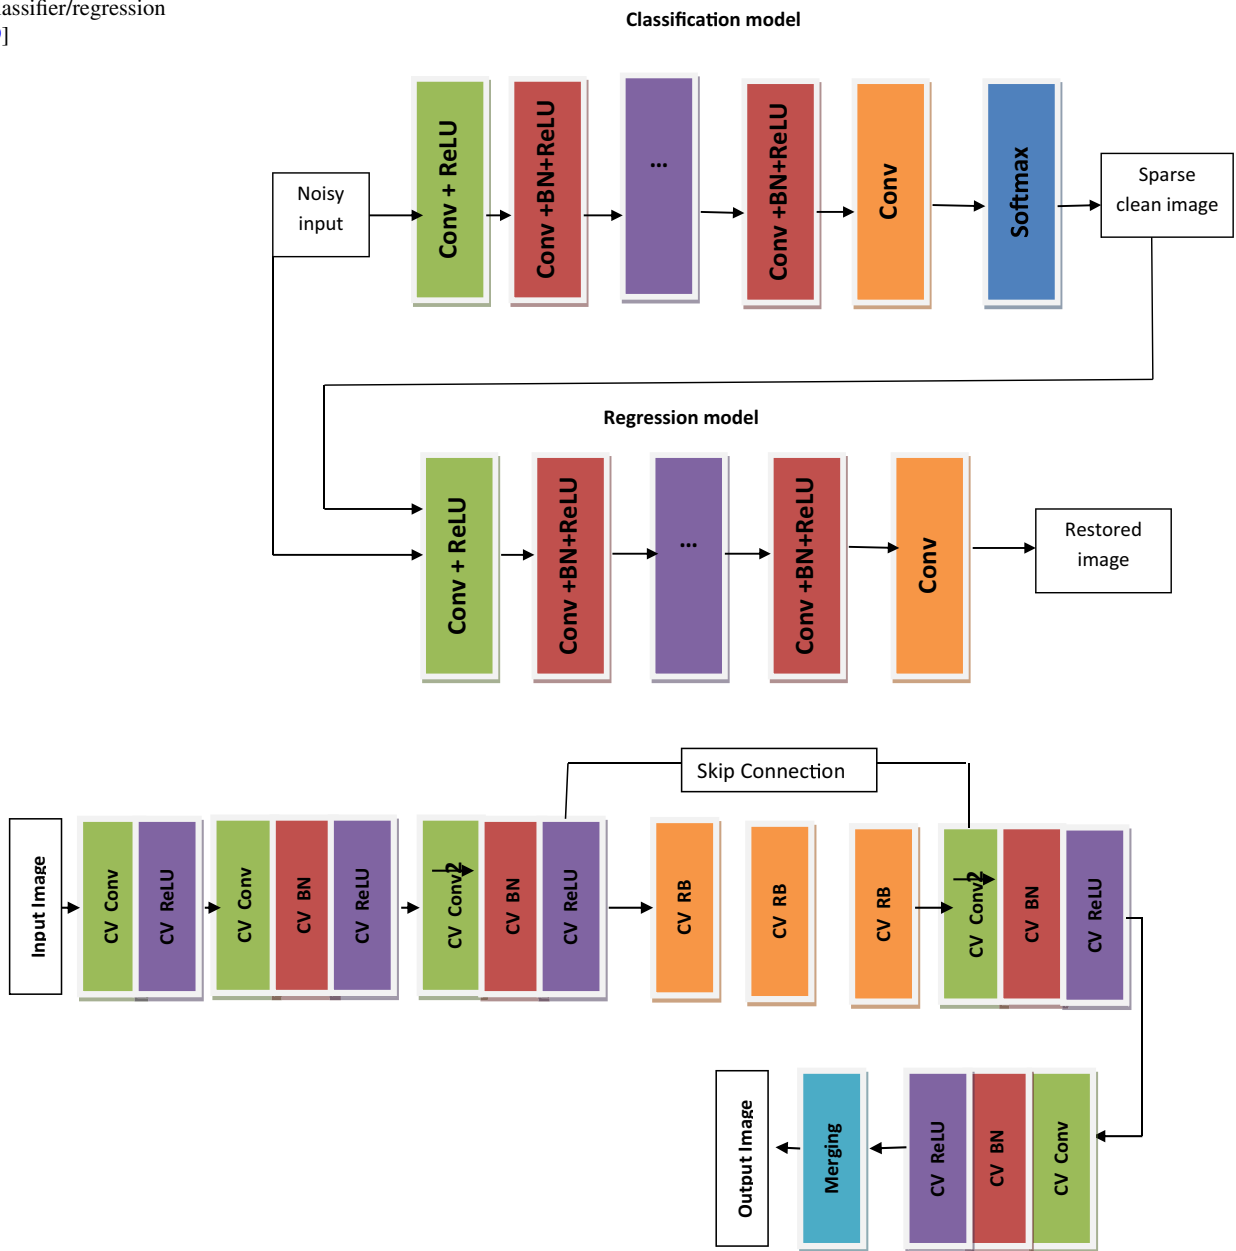 assifier/regression
]
Classification model
Noisy
input
Conv + ReLU
Conv +BN+ReLU
...
Conv +BN+ReLU
Conv
Softmax
Sparse
clean image
Regression model
Conv + ReLU
Conv +BN+ReLU
...
Conv +BN+ReLU
Conv
Restored
image
Skip Connection
Input Image
CV Conv
CV ReLU
CV Conv
CV BN
CV ReLU
CV Conv2
CV BN
CV ReLU
CV RB
CV RB
CV RB
CV Conv2
CV BN
CV ReLU
Output Image
Merging
CV ReLU
CV BN
CV Conv